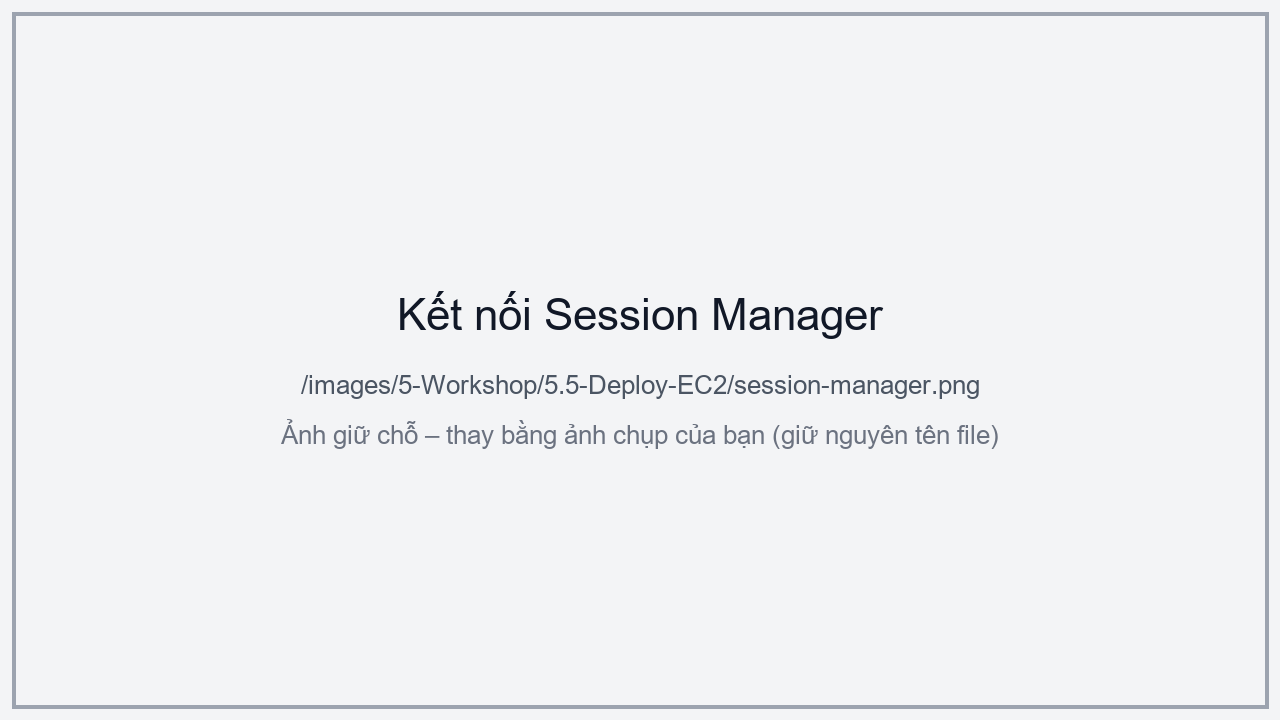 Kết nối Session Manager
/images/5-Workshop/5.5-Deploy-EC2/session-manager.png
Ảnh giữ chỗ – thay bằng ảnh chụp của bạn (giữ nguyên tên file)